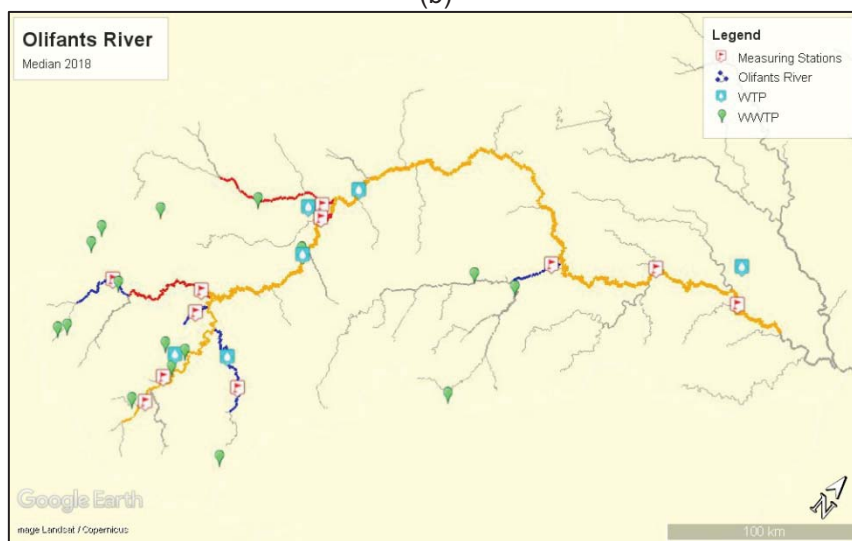 (b)
Olifants River
Median 2018
Legend
Measuring Stations
Olifants River
WTP
WWTP
Google Earth
mage Landsat / Copernicus
N
100 km